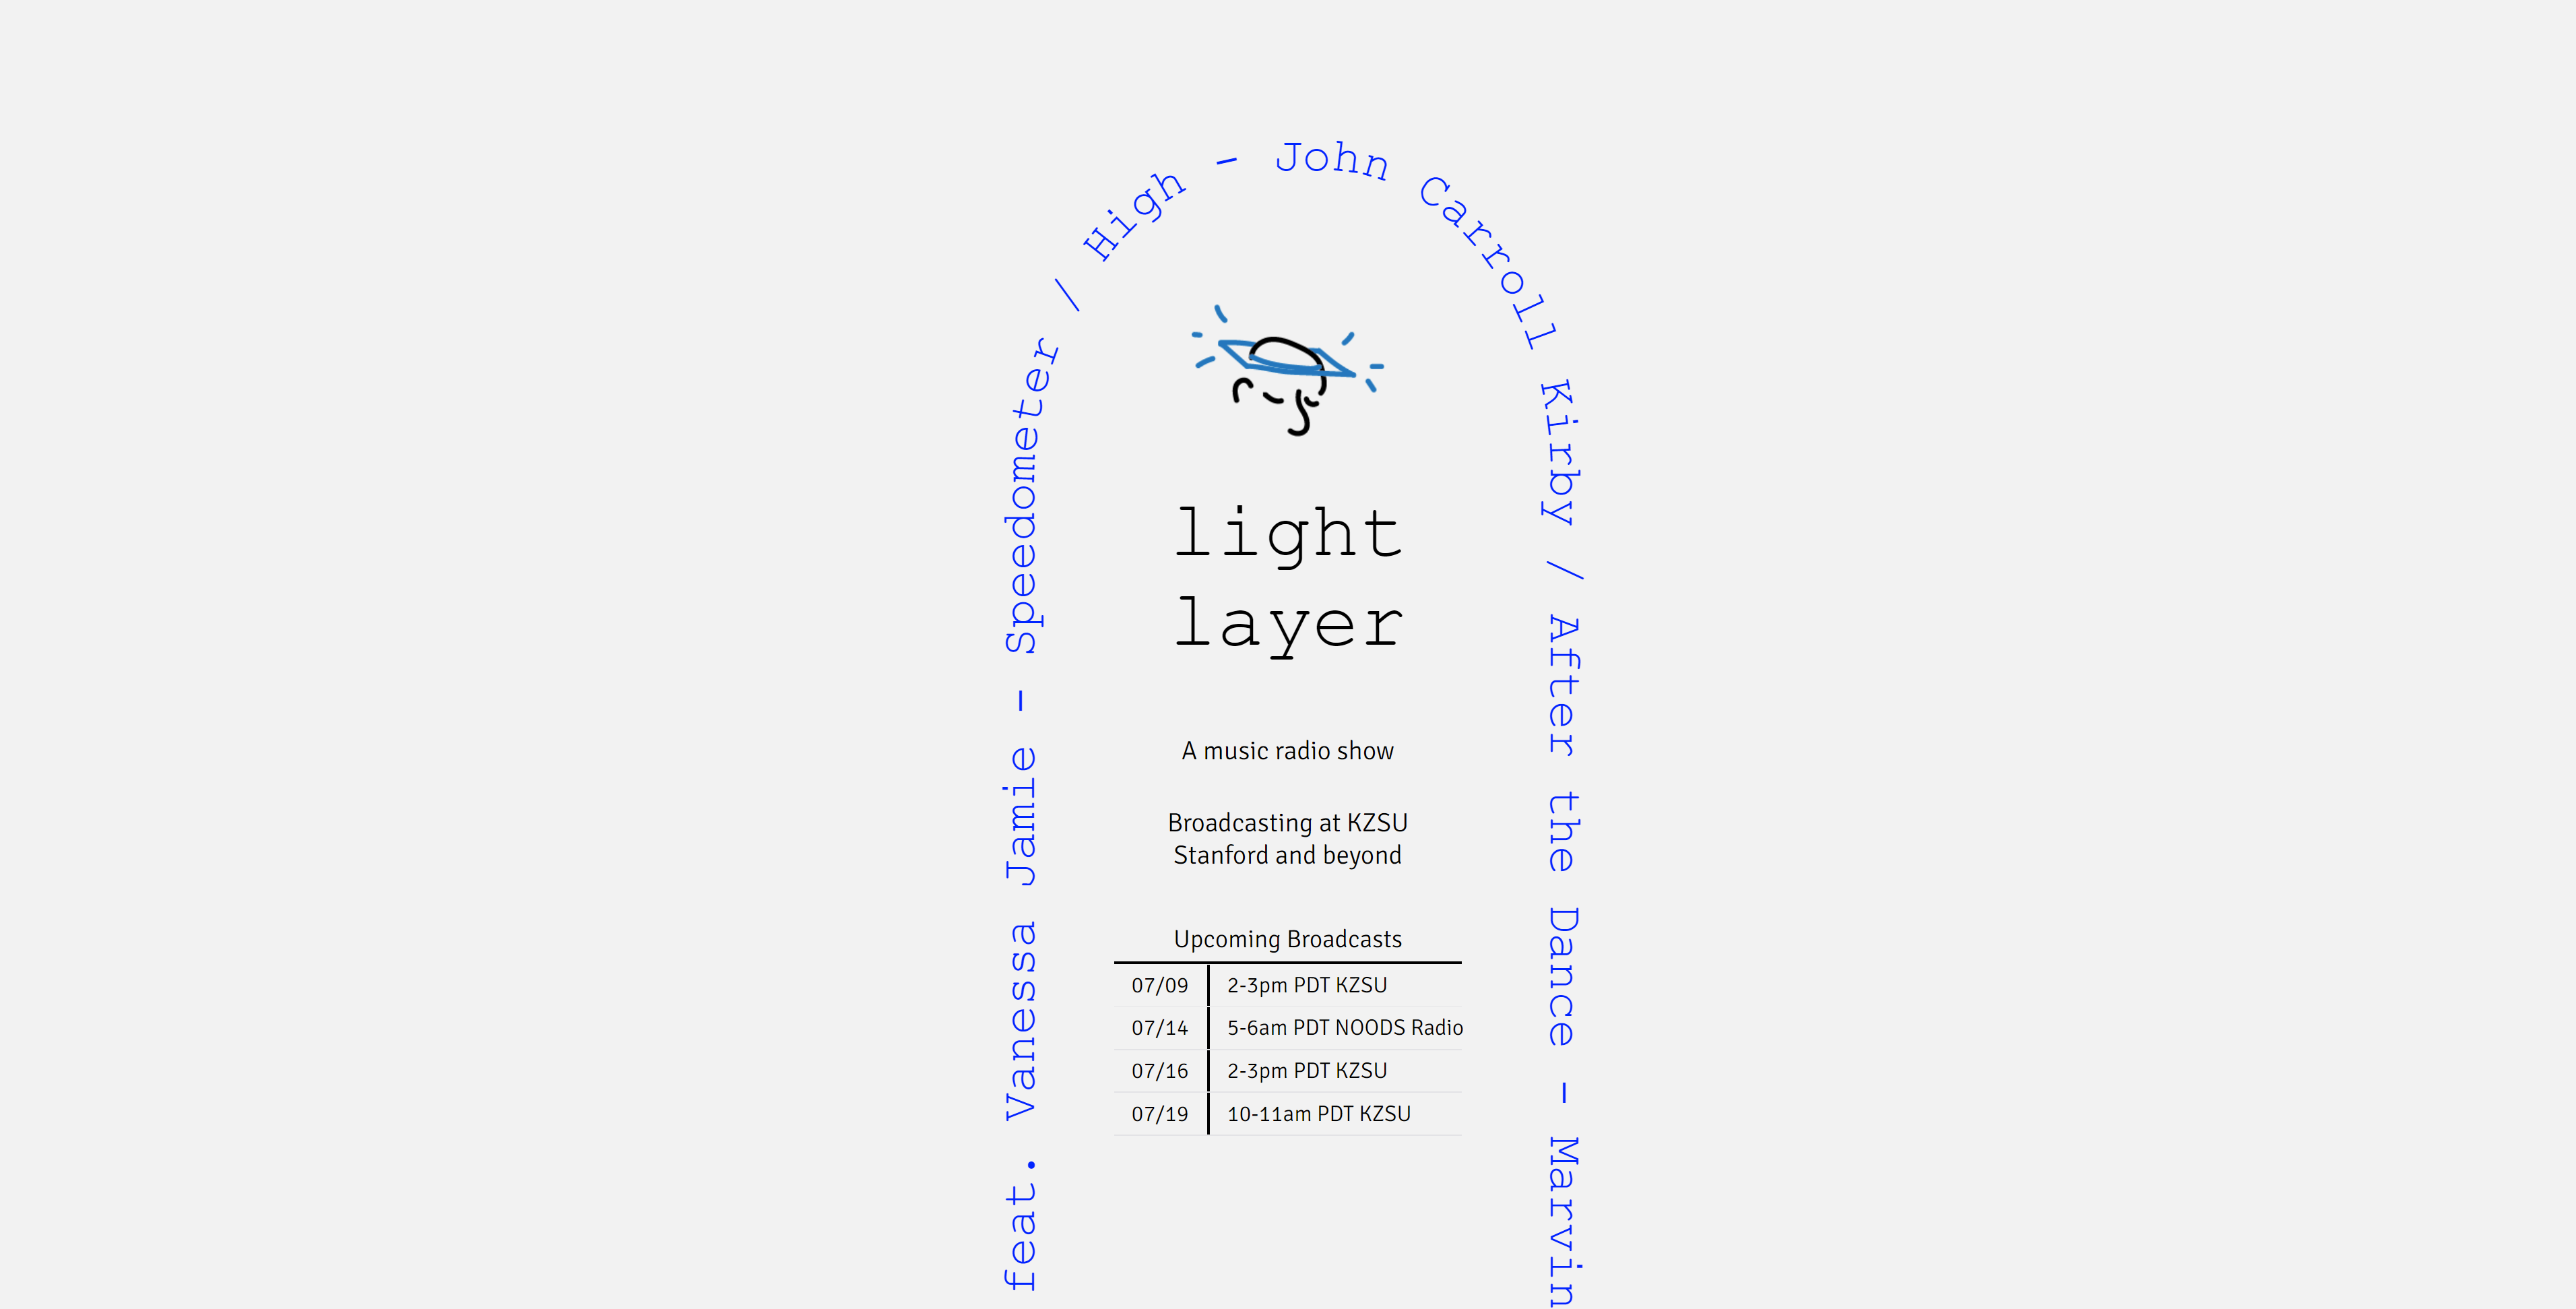 feat. Vanessa Jamie – Speedometer / High – John Carroll Kirby / After the Dance – Marvin
light
layer
A music radio show
Broadcasting at KZSU
Stanford and beyond
Upcoming Broadcasts
07/09 2-3pm PDT KZSU
07/14 5-6am PDT NOODS Radio
07/16 2-3pm PDT KZSU
07/19 10-11am PDT KZSU